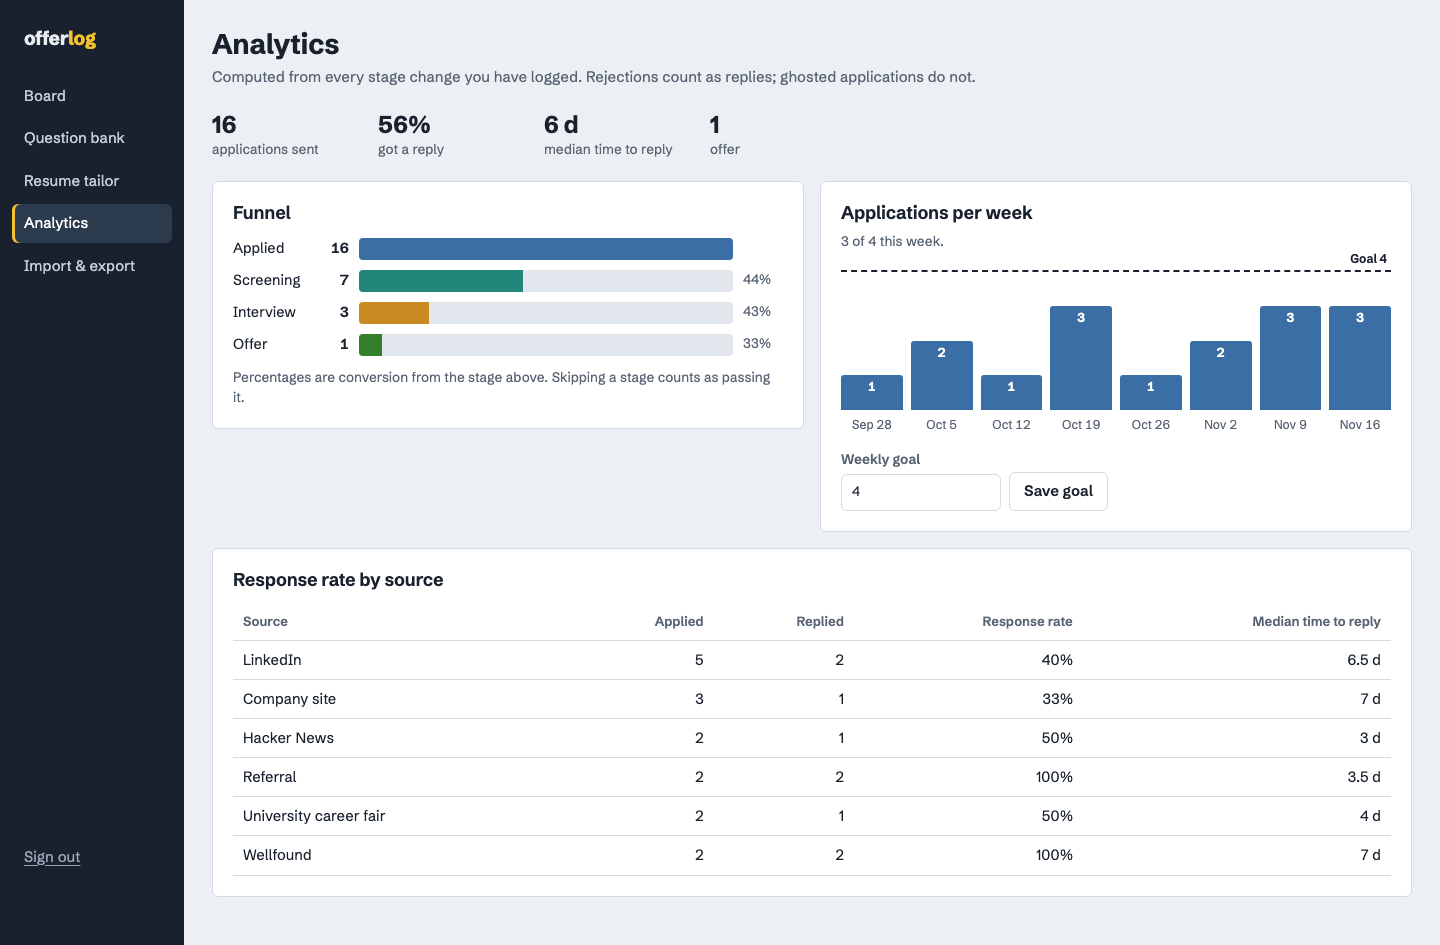 offerlog
Board
Question bank
Resume tailor
Analytics
Import & export
Sign out
Analytics
Computed from every stage change you have logged. Rejections count as replies; ghosted applications do not.
16
applications sent
56%
got a reply
6 d
median time to reply
1
offer
Funnel
Applied 16
Screening 7 44%
Interview 3 43%
Offer 1 33%
Percentages are conversion from the stage above. Skipping a stage counts as passing
it.
Applications per week
3 of 4 this week.
Goal 4
1 2 1 3 1 2 3 3
Sep 28 Oct 5 Oct 12 Oct 19 Oct 26 Nov 2 Nov 9 Nov 16
Weekly goal
4 Save goal
Response rate by source
Source Applied Replied Response rate Median time to reply
LinkedIn 5 2 40% 6.5 d
Company site 3 1 33% 7 d
Hacker News 2 1 50% 3 d
Referral 2 2 100% 3.5 d
University career fair 2 1 50% 4 d
Wellfound 2 2 100% 7 d